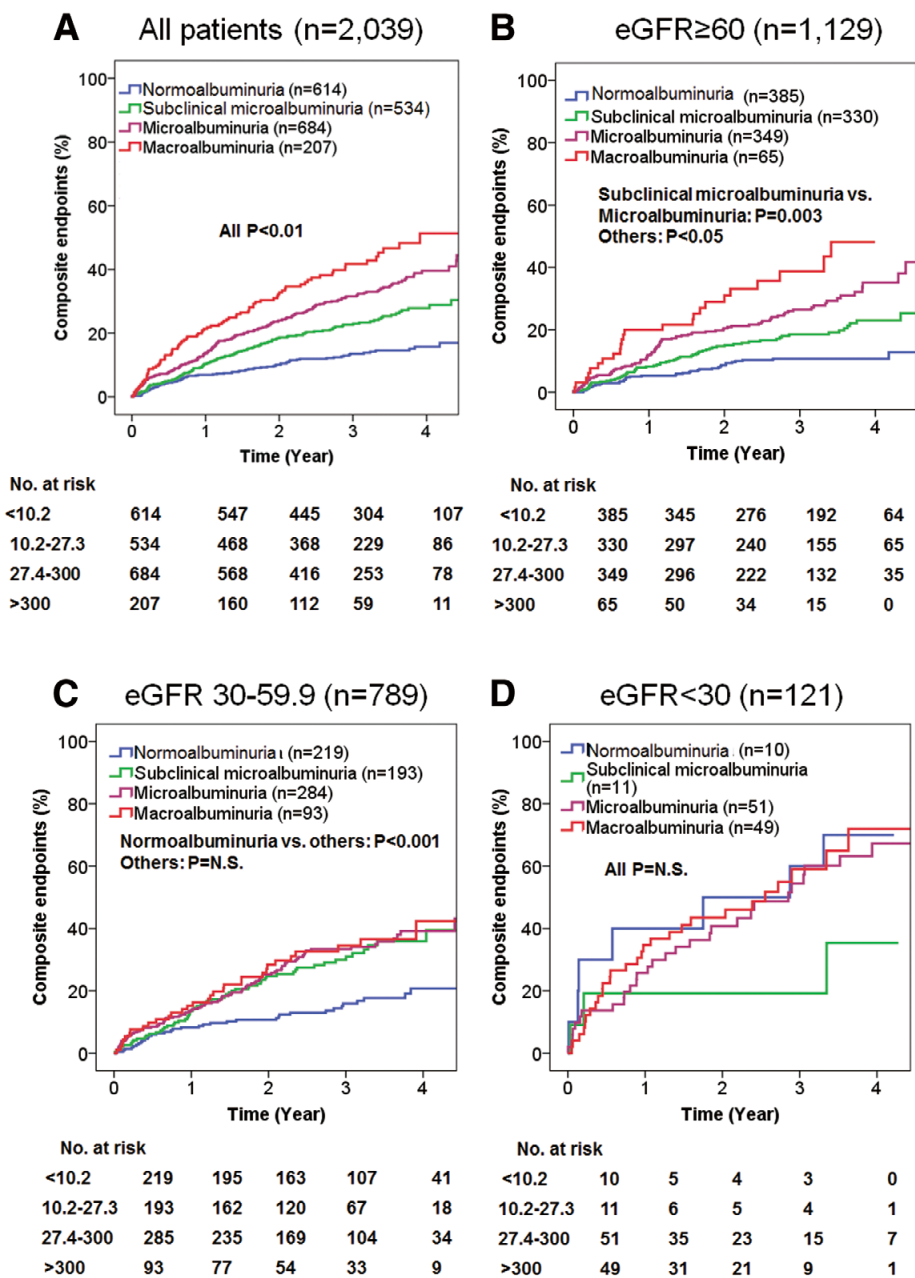 A All patients (n=2,039)
Composite endpoints (%)
100
80
60
40
20
0
Normoalbuminuria (n=614)
Subclinical microalbuminuria (n=534)
Microalbuminuria (n=684)
Macroalbuminuria (n=207)
All P<0.01
0 1 2 3 4
Time (Year)
No. at risk
<10.2 614 547 445 304 107
10.2-27.3 534 468 368 229 86
27.4-300 684 568 416 253 78
>300 207 160 112 59 11
B eGFR≥60 (n=1,129)
Composite endpoints (%)
100
80
60
40
20
0
Normoalbuminuria (n=385)
Subclinical microalbuminuria (n=330)
Microalbuminuria (n=349)
Macroalbuminuria (n=65)
Subclinical microalbuminuria vs.
Microalbuminuria: P=0.003
Others: P<0.05
0 1 2 3 4
Time (Year)
No. at risk
<10.2 385 345 276 192 64
10.2-27.3 330 297 240 155 65
27.4-300 349 296 222 132 35
>300 65 50 34 15 0
C eGFR 30-59.9 (n=789)
Composite endpoints (%)
100
80
60
40
20
0
Normoalbuminuria (n=219)
Subclinical microalbuminuria (n=193)
Microalbuminuria (n=284)
Macroalbuminuria (n=93)
Normoalbuminuria vs. others: P<0.001
Others: P=N.S.
0 1 2 3 4
Time (Year)
No. at risk
<10.2 219 195 163 107 41
10.2-27.3 193 162 120 67 18
27.4-300 285 235 169 104 34
>300 93 77 54 33 9
D eGFR<30 (n=121)
Composite endpoints (%)
100
80
60
40
20
0
Normoalbuminuria (n=10)
Subclinical microalbuminuria
(n=11)
Microalbuminuria (n=51)
Macroalbuminuria (n=49)
All P=N.S.
0 1 2 3 4
Time (Year)
No. at risk
<10.2 10 5 4 3 0
10.2-27.3 11 6 5 4 1
27.4-300 51 35 23 15 7
>300 49 31 21 9 1